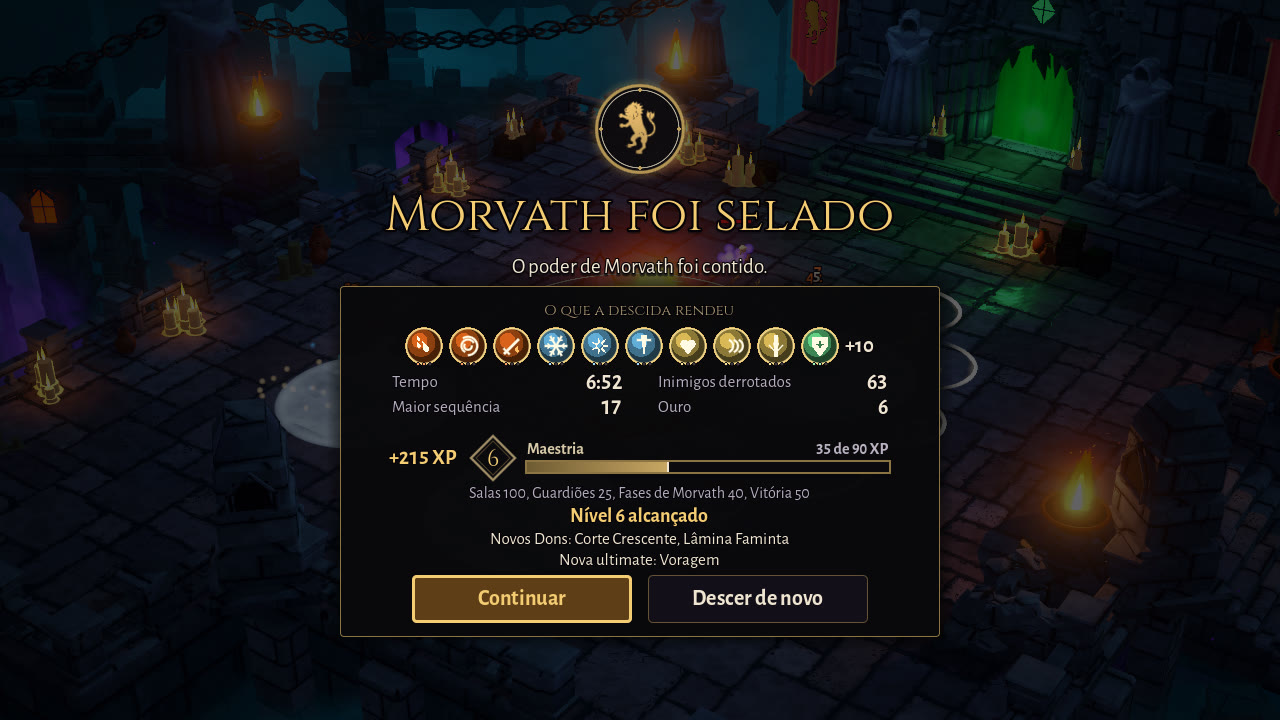 Morvath foi selado
O poder de Morvath foi contido.
O que a descida rendeu
+10
Tempo 6:52 Inimigos derrotados 63
Maior sequência 17 Ouro 6
+215 XP 6 Maestria 35 de 90 XP
Salas 100, Guardiões 25, Fases de Morvath 40, Vitória 50
Nível 6 alcançado
Novos Dons: Corte Crescente, Lâmina Faminta
Nova ultimate: Voragem
Continuar Descer de novo